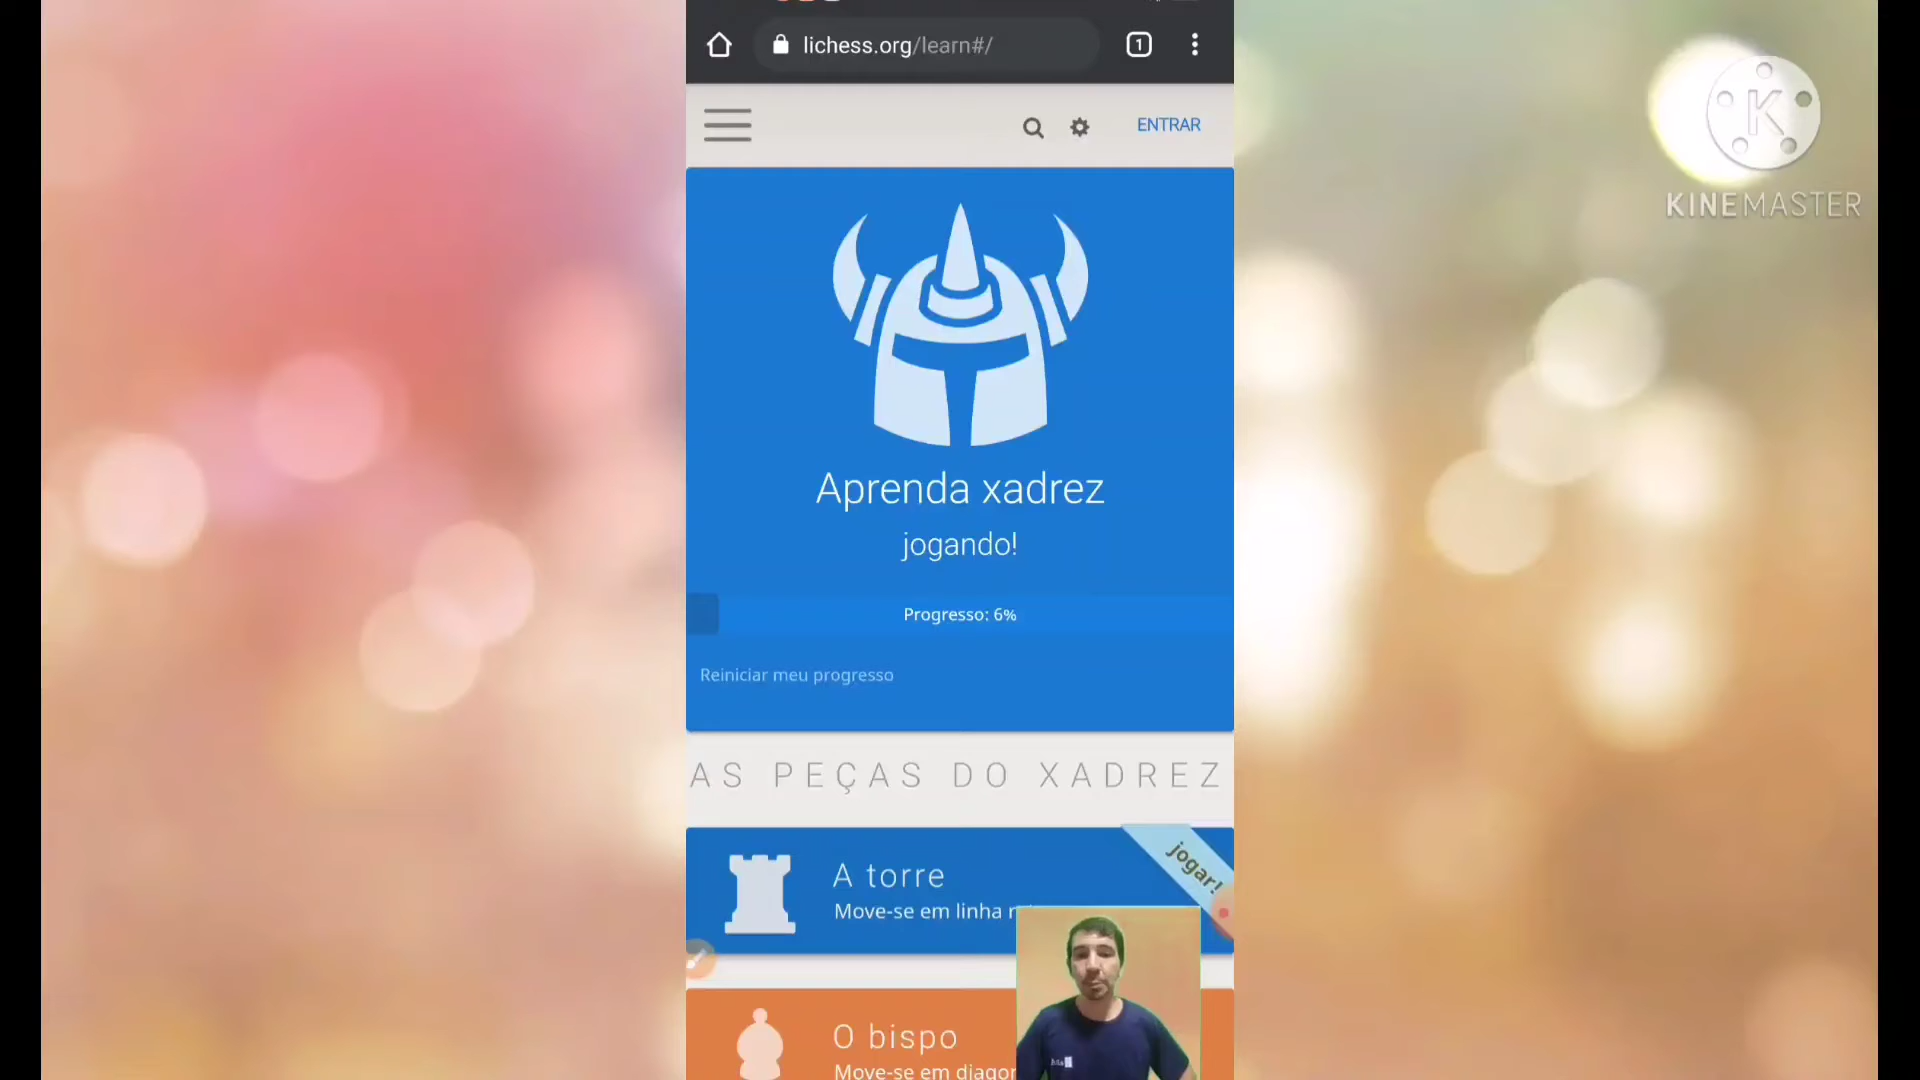 lichess.org/learn#/
1
ENTRAR
K
KINEMASTER
Aprenda xadrez
jogando!
Progresso: 6%
Reiniciar meu progresso
AS PEÇAS DO XADREZ
jogar!
A torre
Move-se em linha
O bispo
Move-se em